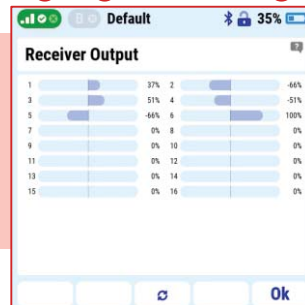 Default 35%
Receiver Output
1 37% 2 -66%
3 51% 4 -51%
5 -66% 6 100%
7 0% 8 0%
9 0% 10 0%
11 0% 12 0%
13 0% 14 0%
15 0% 16 0%
Ok